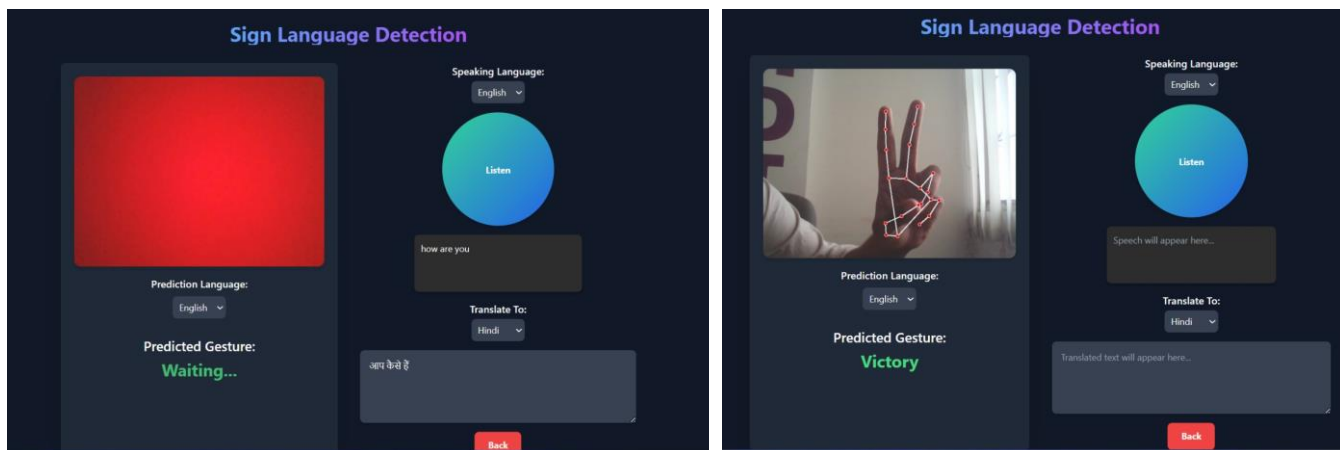 Sign Language Detection
Speaking Language:
English
Listen
how are you
Prediction Language:
English
Translate To:
Hindi
Predicted Gesture:
Waiting...
आप कैसे हैं
Back
Sign Language Detection
Speaking Language:
English
Listen
Speech will appear here...
Prediction Language:
English
Translate To:
Hindi
Predicted Gesture:
Victory
Translated text will appear here...
Back